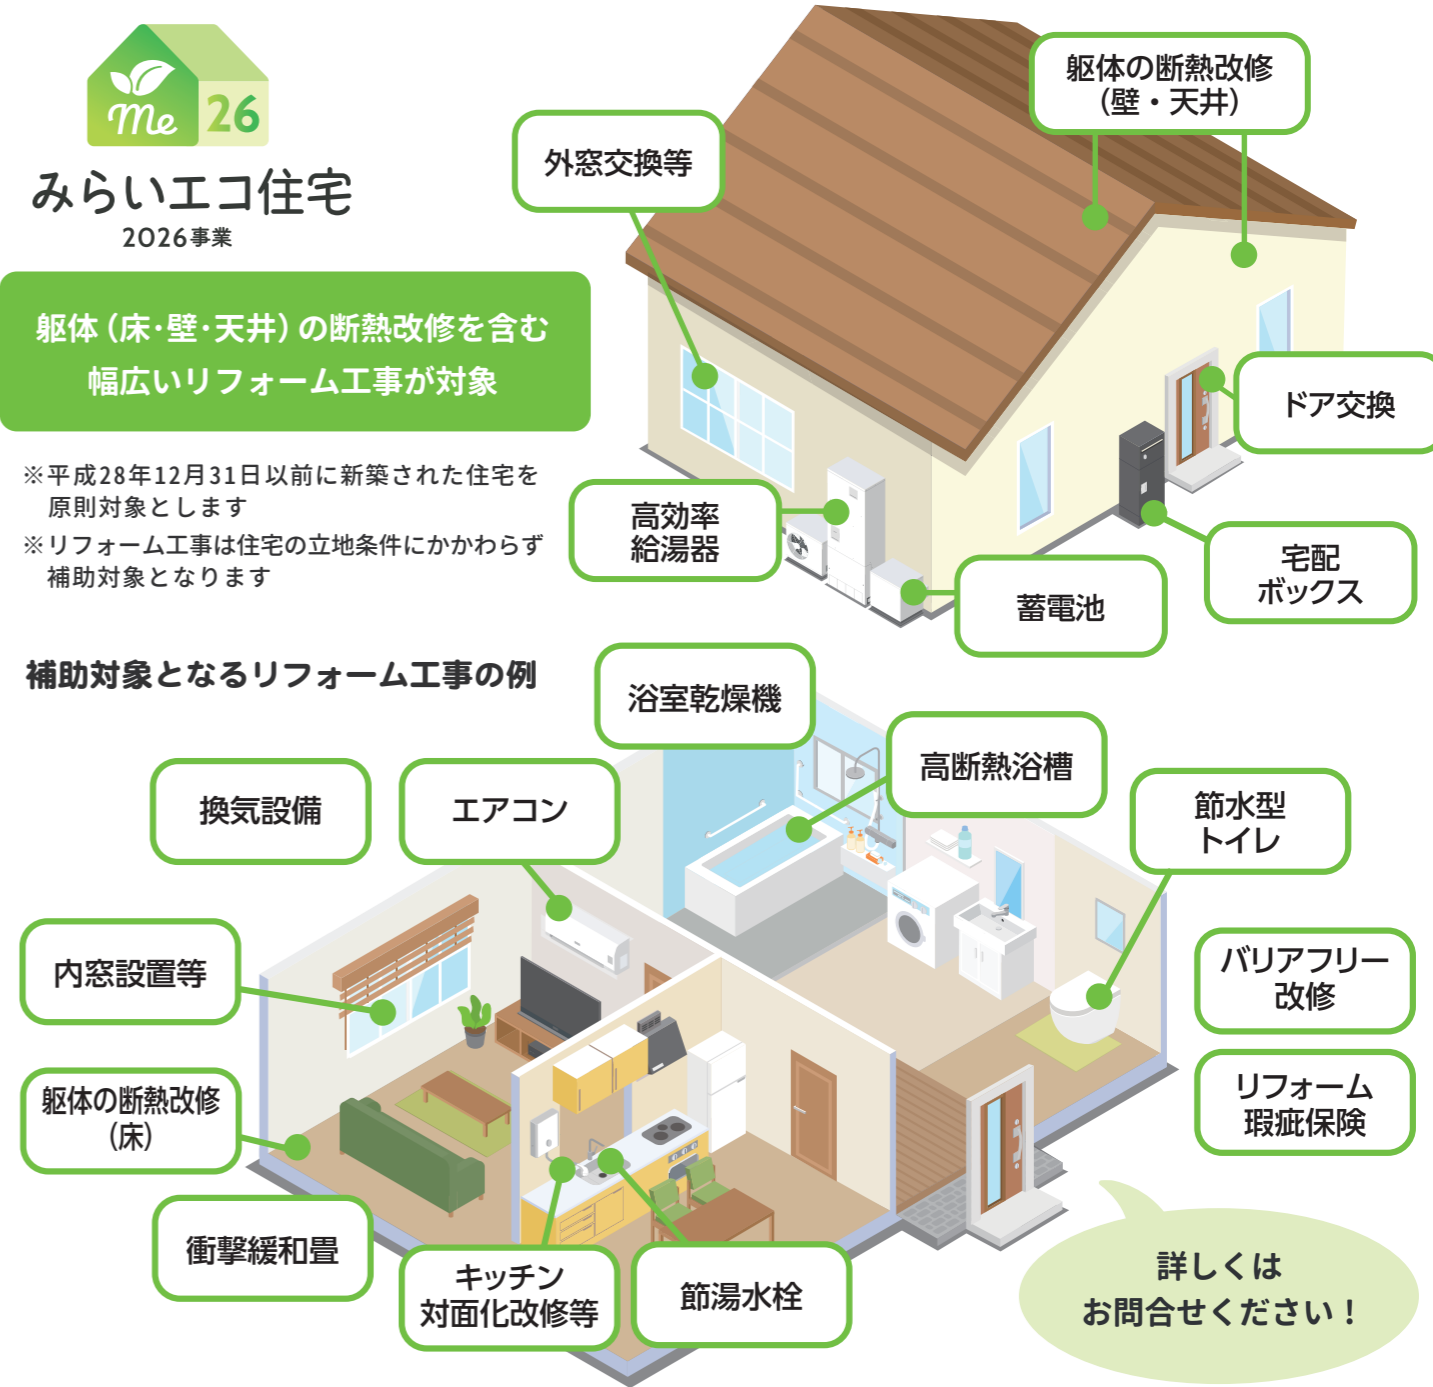 me 26
みらいエコ住宅
2026事業
躯体（床･壁･天井）の断熱改修を含む
幅広いリフォーム工事が対象
※平成28年12月31日以前に新築された住宅を
原則対象とします
※リフォーム工事は住宅の立地条件にかかわらず
補助対象となります
躯体の断熱改修
（壁・天井）
外窓交換等
ドア交換
高効率
給湯器
蓄電池
宅配
ボックス
補助対象となるリフォーム工事の例
浴室乾燥機
高断熱浴槽
換気設備
エアコン
節水型
トイレ
内窓設置等
バリアフリー
改修
躯体の断熱改修
（床）
リフォーム
瑕疵保険
衝撃緩和畳
キッチン
対面化改修等
節湯水栓
詳しくは
お問合せください！